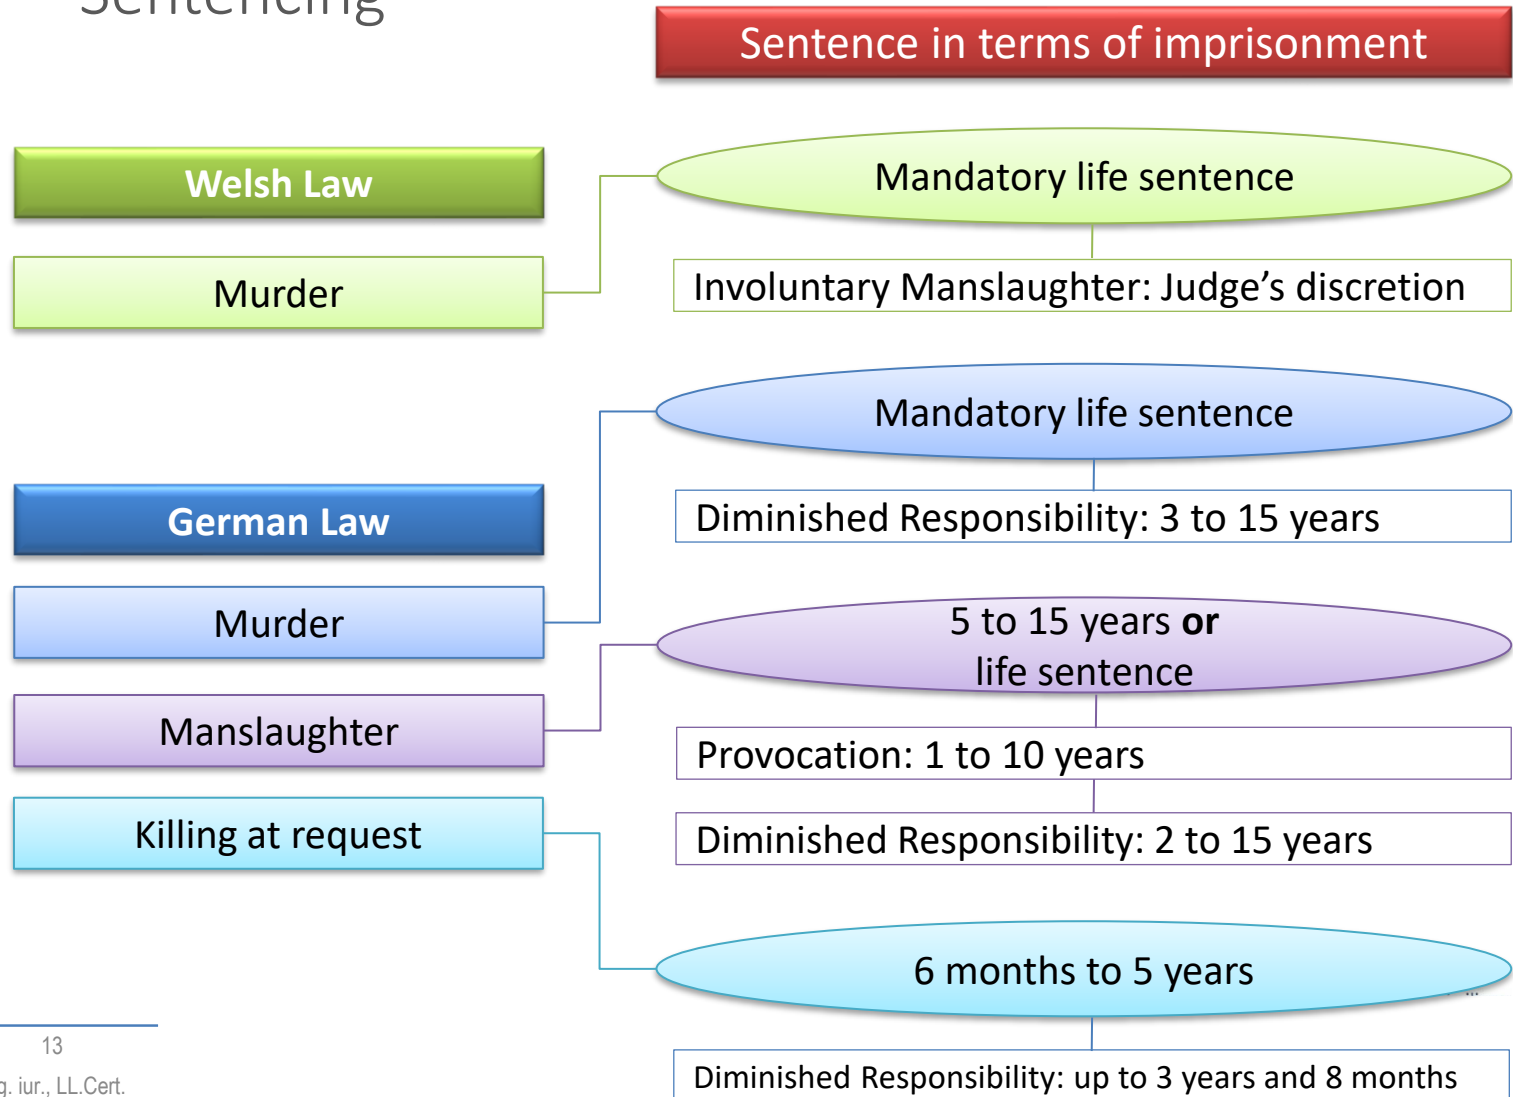 Sentencing
Sentence in terms of imprisonment
Welsh Law
Mandatory life sentence
Murder
Involuntary Manslaughter: Judge’s discretion
Mandatory life sentence
German Law
Diminished Responsibility: 3 to 15 years
Murder
5 to 15 years or
life sentence
Manslaughter
Provocation: 1 to 10 years
Killing at request
Diminished Responsibility: 2 to 15 years
6 months to 5 years
Diminished Responsibility: up to 3 years and 8 months
13
iur., LL.Cert.